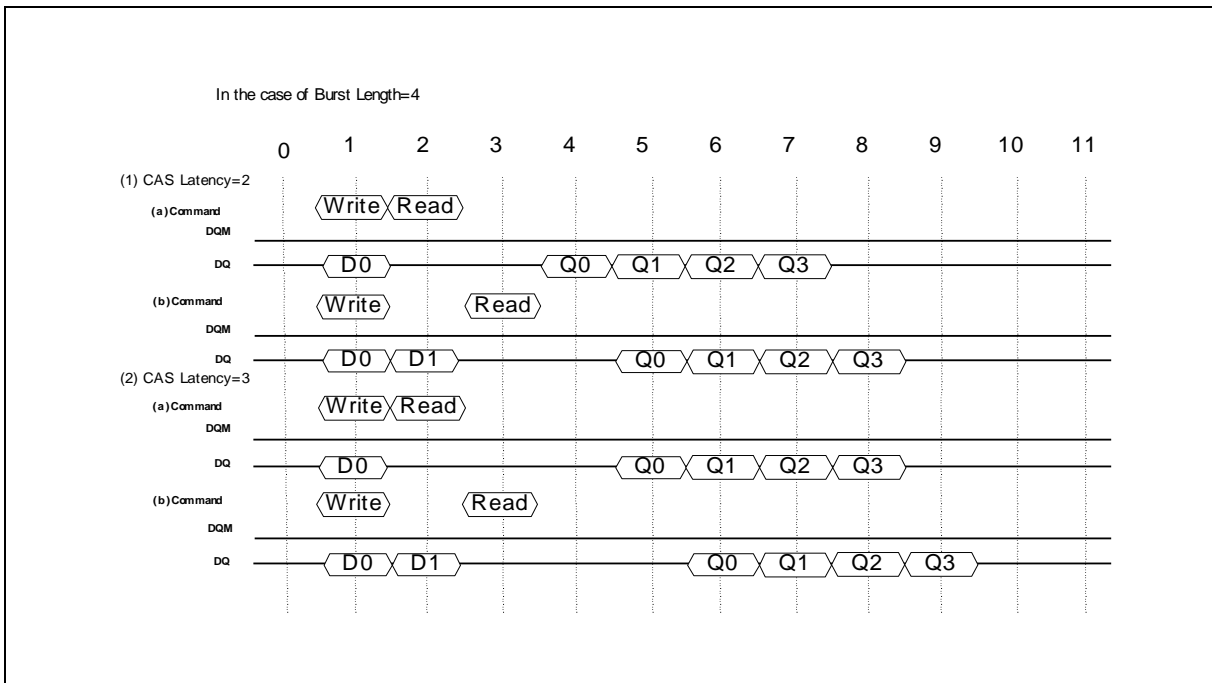 In the case of Burst Length=4
0 1 2 3 4 5 6 7 8 9 10 11
(1) CAS Latency=2
(a)Command Write Read
DQM
DQ D0 Q0 Q1 Q2 Q3
(b)Command Write Read
DQM
DQ D0 D1 Q0 Q1 Q2 Q3
(2) CAS Latency=3
(a)Command Write Read
DQM
DQ D0 Q0 Q1 Q2 Q3
(b)Command Write Read
DQM
DQ D0 D1 Q0 Q1 Q2 Q3